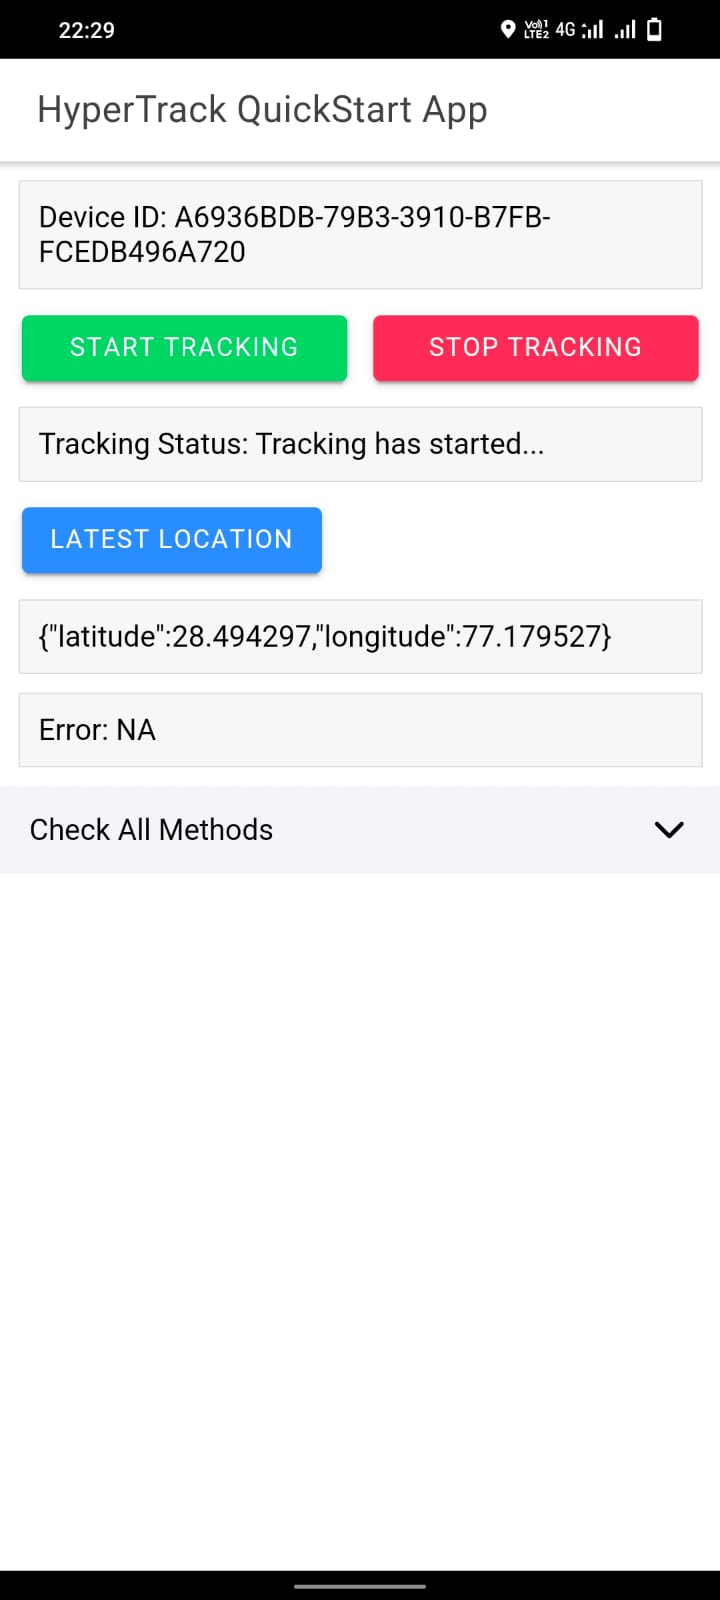 22:29
Vo)) 1 LTE2 4G
HyperTrack QuickStart App
Device ID: A6936BDB-79B3-3910-B7FB-
FCEDB496A720
START TRACKING STOP TRACKING
Tracking Status: Tracking has started...
LATEST LOCATION
{"latitude":28.494297,"longitude":77.179527}
Error: NA
Check All Methods